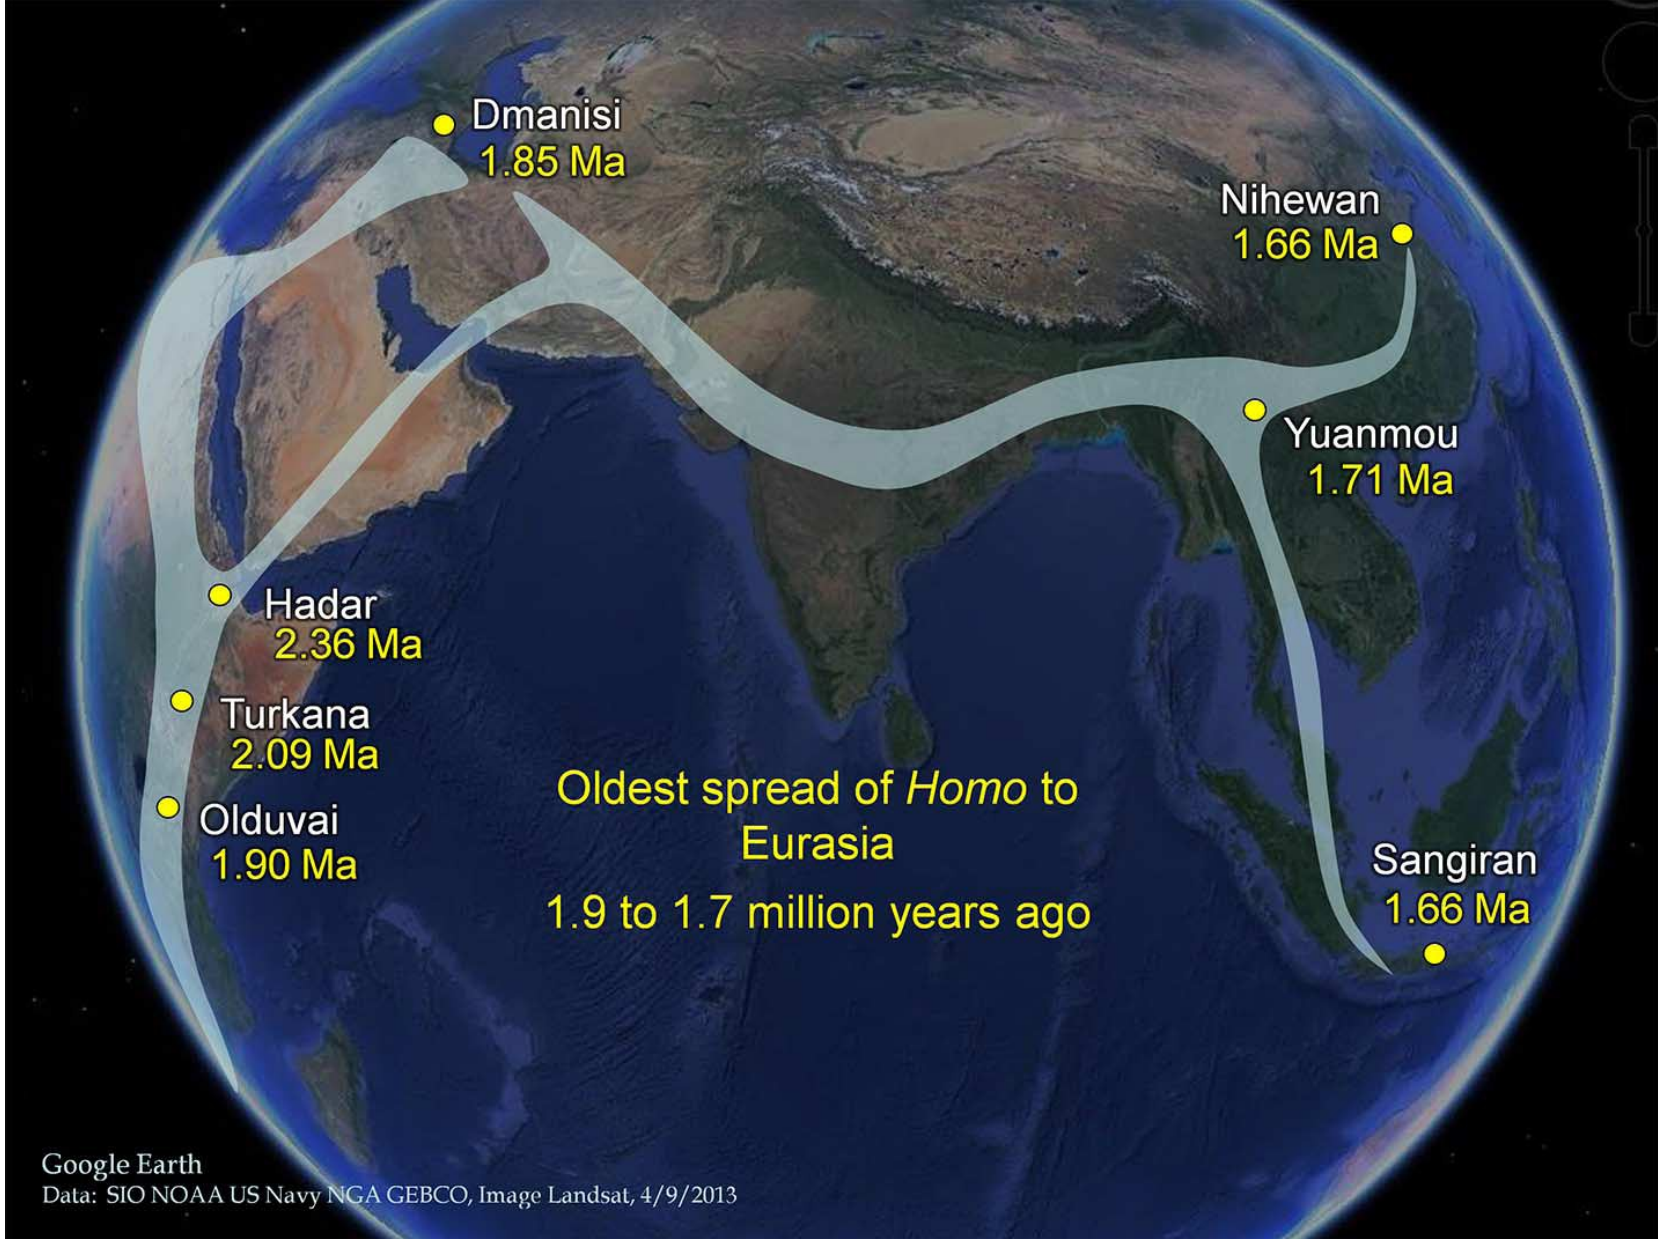 Dmanisi
1.85 Ma
Nihewan
1.66 Ma
Yuanmou
1.71 Ma
Hadar
2.36 Ma
Turkana
2.09 Ma
Olduvai
1.90 Ma
Oldest spread of Homo to
Eurasia
1.9 to 1.7 million years ago
Sangiran
1.66 Ma
Google Earth
Data: SIO NOAA US Navy NGA GEBCO, Image Landsat, 4/9/2013